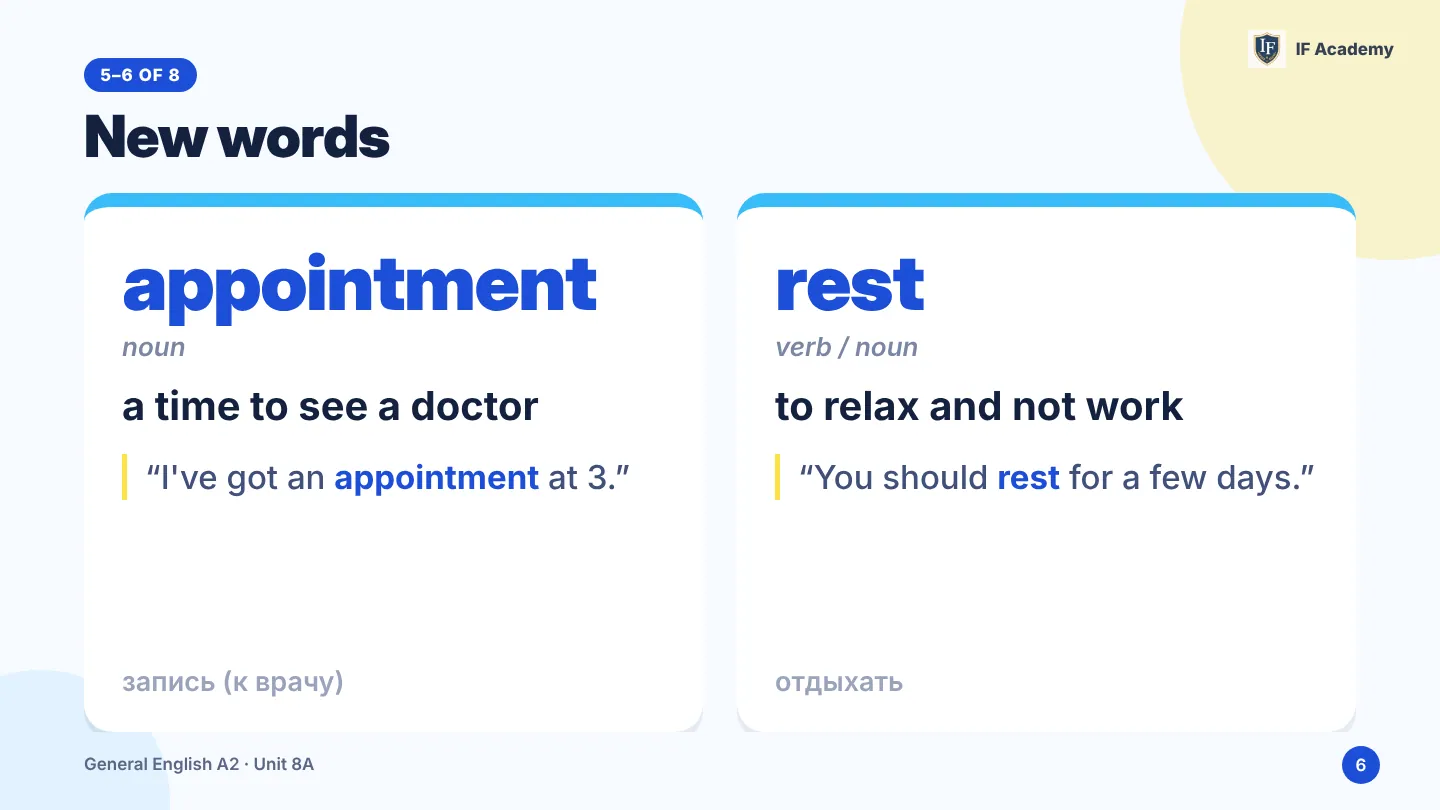 IF
IF Academy
5–6 OF 8
New words
appointment
noun
a time to see a doctor
“I've got an appointment at 3.”
запись (к врачу)
rest
verb / noun
to relax and not work
“You should rest for a few days.”
отдыхать
General English A2 · Unit 8A
6